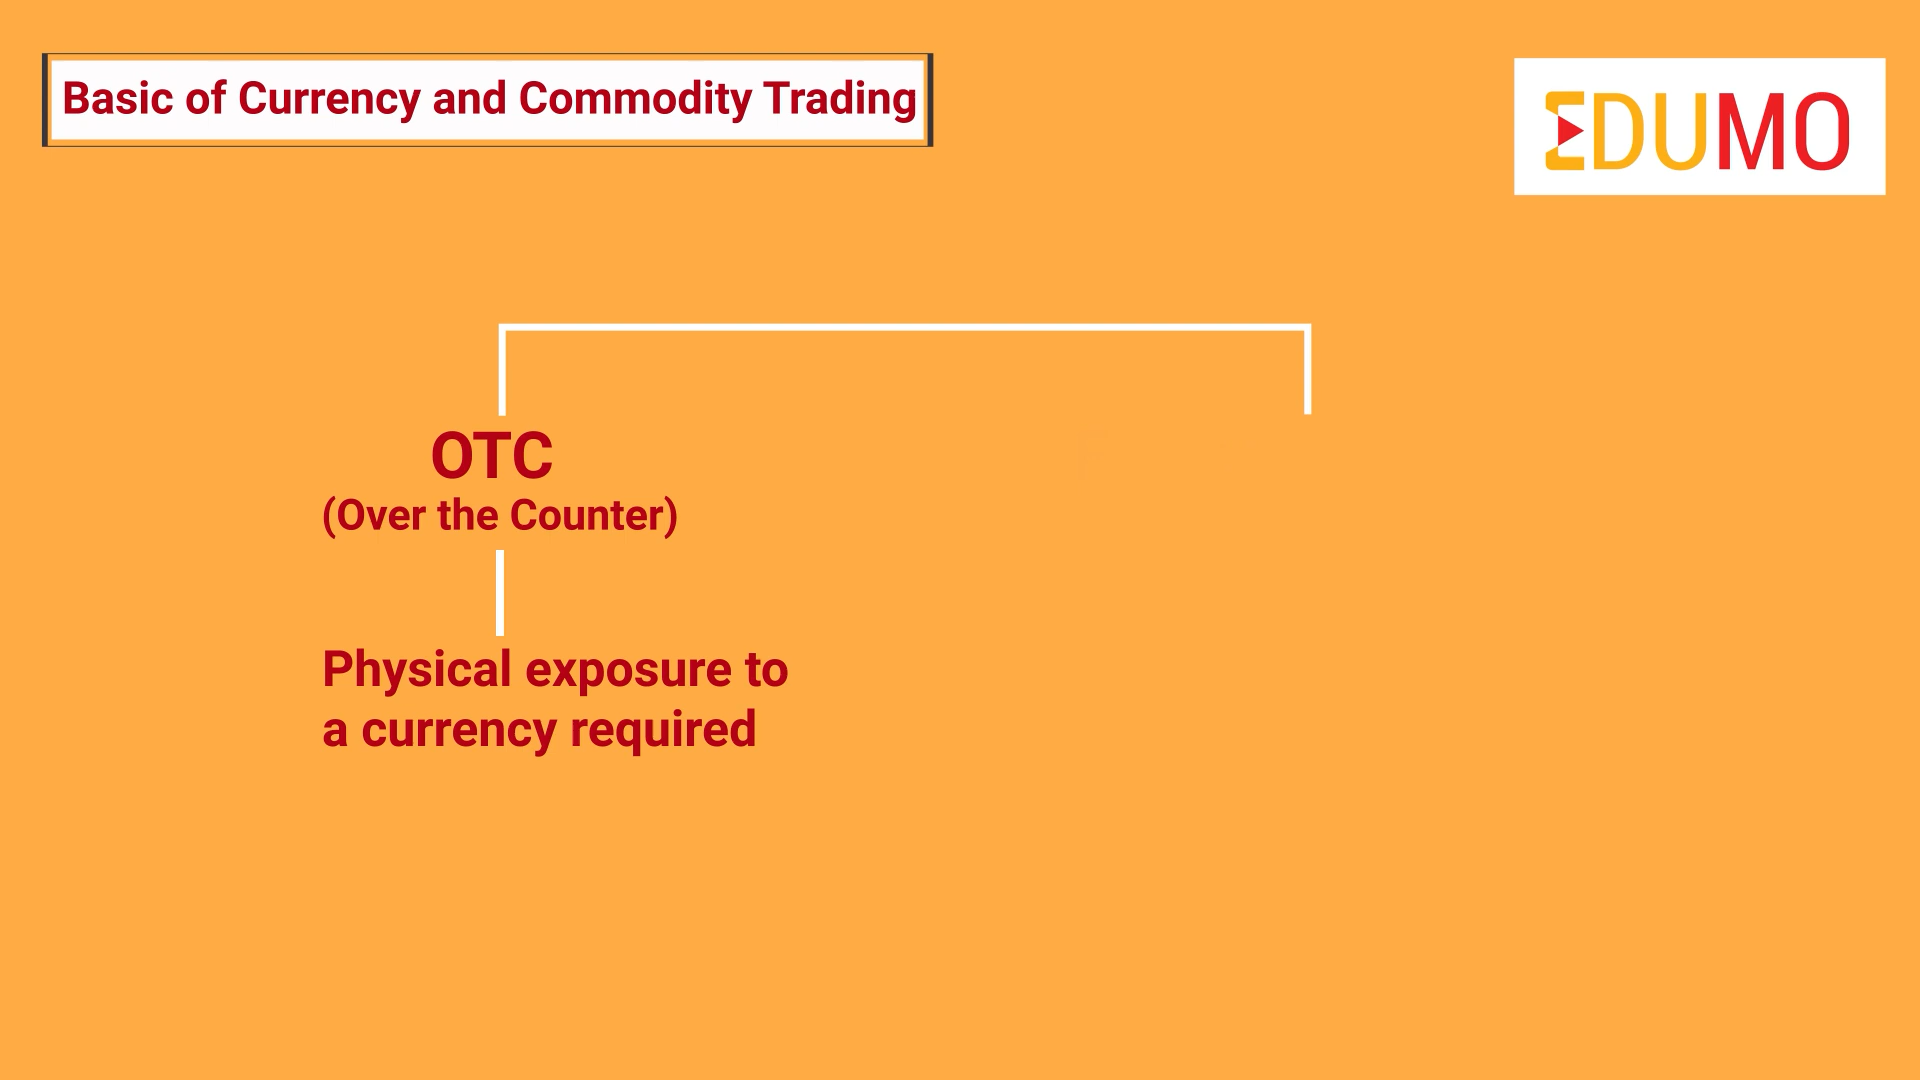 Basic of Currency and Commodity Trading
EDUMO
OTC
(Over the Counter)
Physical exposure to
a currency required